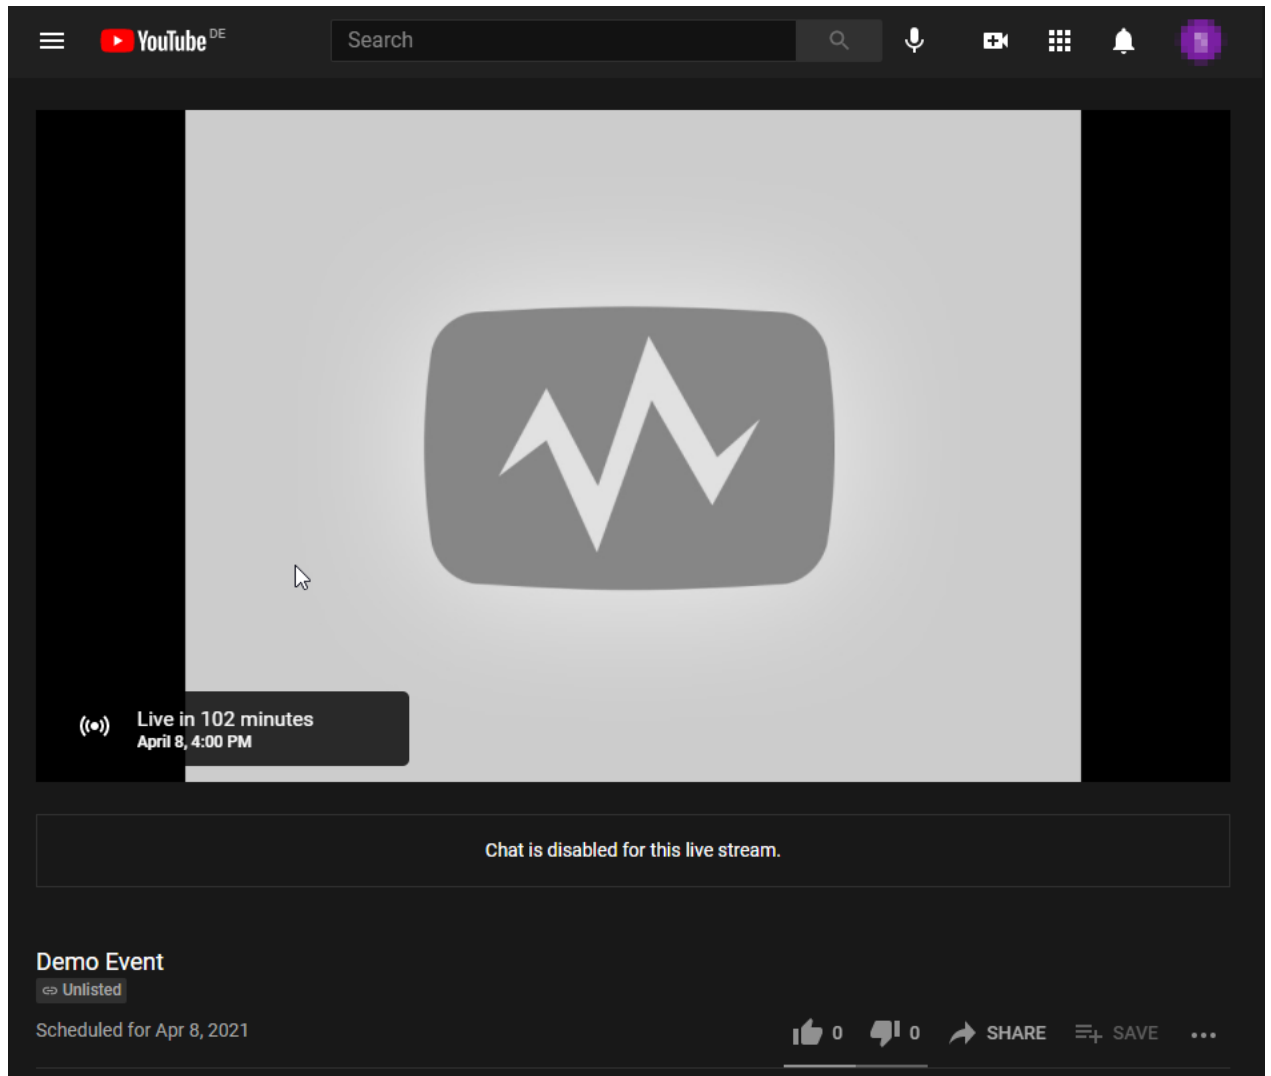 YouTube DE
Search
Live in 102 minutes
April 8, 4:00 PM
Chat is disabled for this live stream.
Demo Event
Unlisted
Scheduled for Apr 8, 2021
0 0 SHARE SAVE